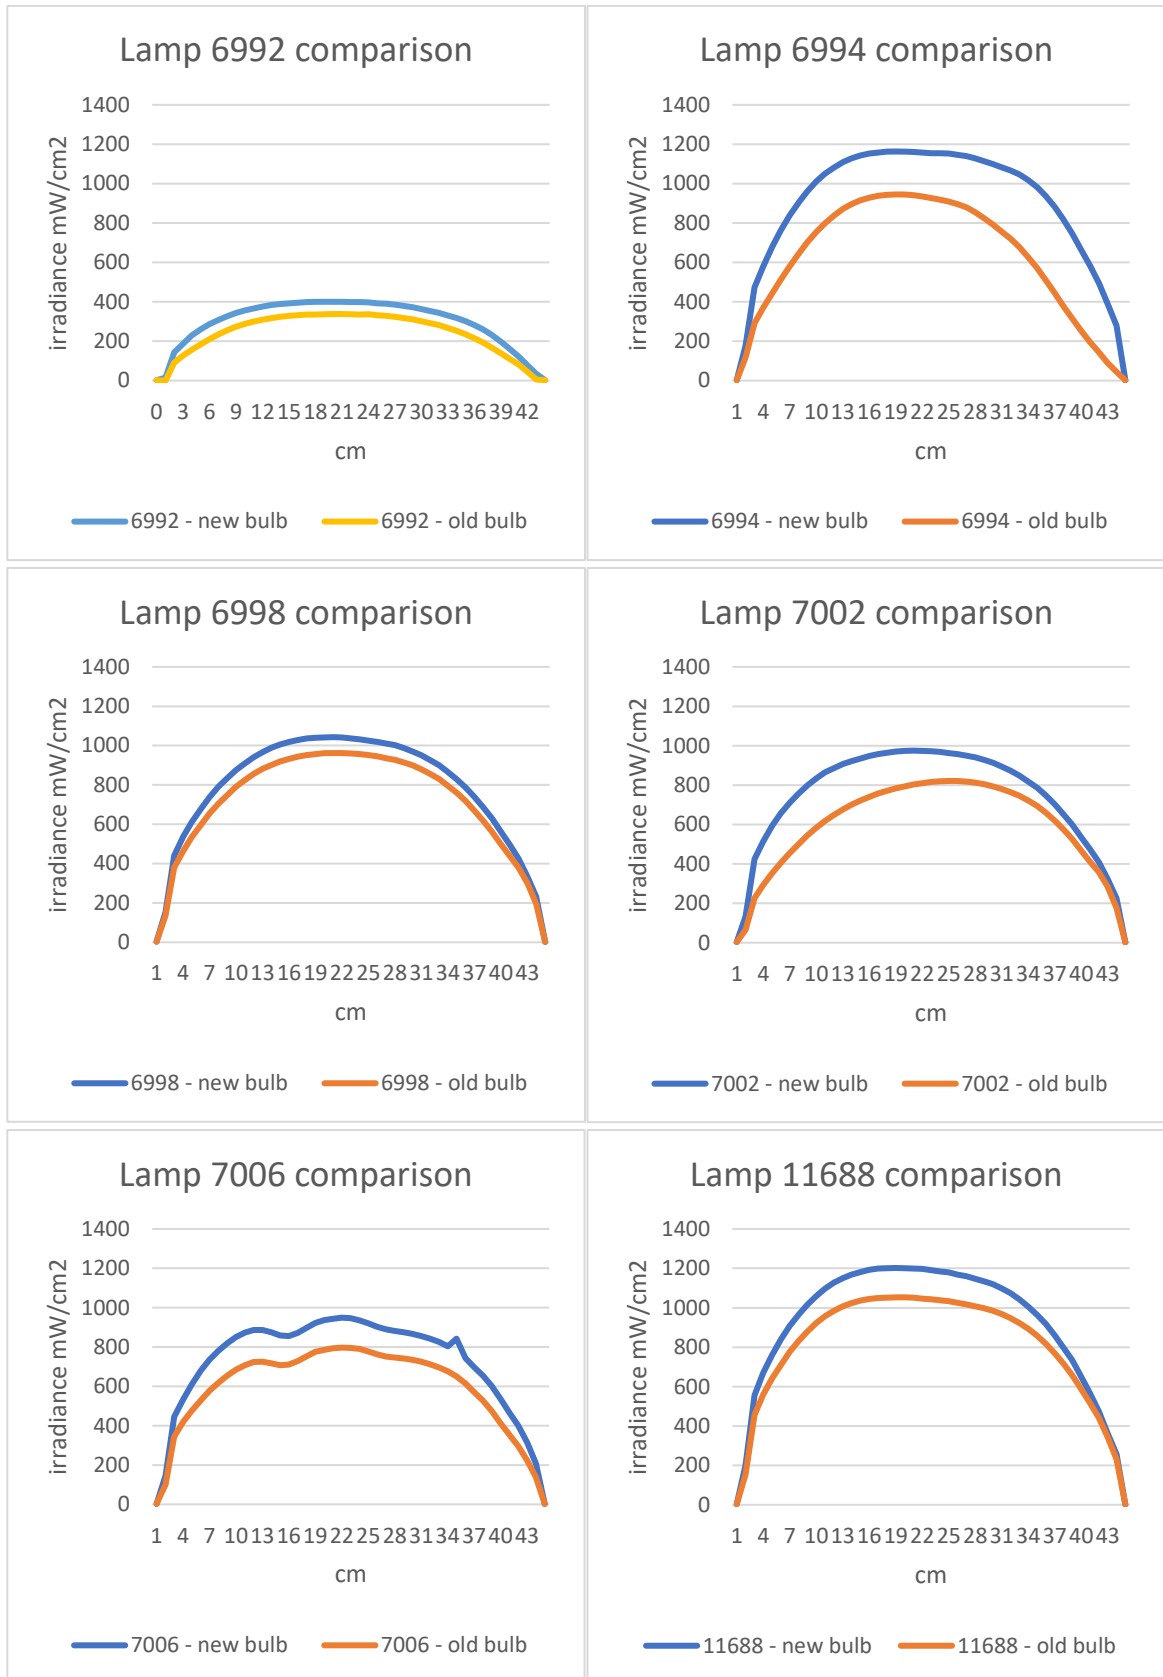 Lamp 6992 comparison
1400
1200
1000
800
600
400
200
0
irradiance mW/cm2
0 3 6 9 12 15 18 21 24 27 30 33 36 39 42
cm
6992 - new bulb 6992 - old bulb
Lamp 6994 comparison
1400
1200
1000
800
600
400
200
0
irradiance mW/cm2
1 4 7 10 13 16 19 22 25 28 31 34 37 40 43
cm
6994 - new bulb 6994 - old bulb
Lamp 6998 comparison
1400
1200
1000
800
600
400
200
0
irradiance mW/cm2
1 4 7 10 13 16 19 22 25 28 31 34 37 40 43
cm
6998 - new bulb 6998 - old bulb
Lamp 7002 comparison
1400
1200
1000
800
600
400
200
0
irradiance mW/cm2
1 4 7 10 13 16 19 22 25 28 31 34 37 40 43
cm
7002 - new bulb 7002 - old bulb
Lamp 7006 comparison
1400
1200
1000
800
600
400
200
0
irradiance mW/cm2
1 4 7 10 13 16 19 22 25 28 31 34 37 40 43
cm
7006 - new bulb 7006 - old bulb
Lamp 11688 comparison
1400
1200
1000
800
600
400
200
0
irradiance mW/cm2
1 4 7 10 13 16 19 22 25 28 31 34 37 40 43
cm
11688 - new bulb 11688 - old bulb